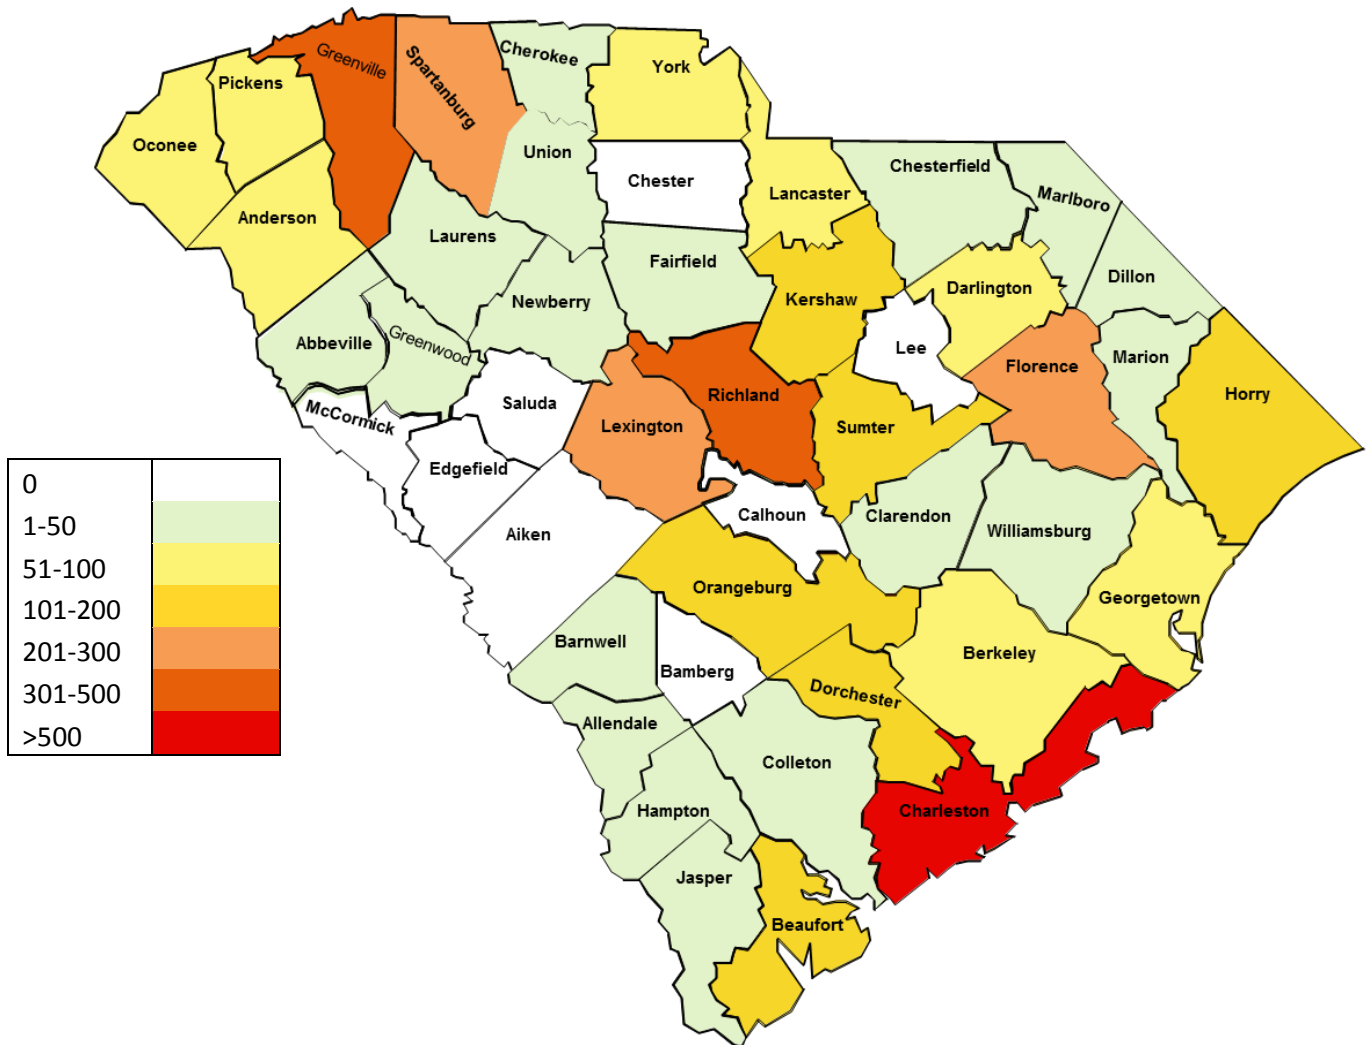 Greenville
Spartanburg
Cherokee
York
Pickens
Oconee
Union
Chester
Chesterfield
Lancaster
Marlboro
Anderson
Laurens
Fairfield
Dillon
Newberry
Kershaw
Darlington
Abbeville
Greenwood
Lee
Marion
Florence
Horry
Saluda
Richland
McCormick
Lexington
Sumter
Edgefield
Calhoun
Clarendon
Williamsburg
Aiken
Orangeburg
Georgetown
Barnwell
Bamberg
Berkeley
Dorchester
Allendale
Colleton
Hampton
Charleston
Jasper
Beaufort
0
1-50
51-100
101-200
201-300
301-500
>500